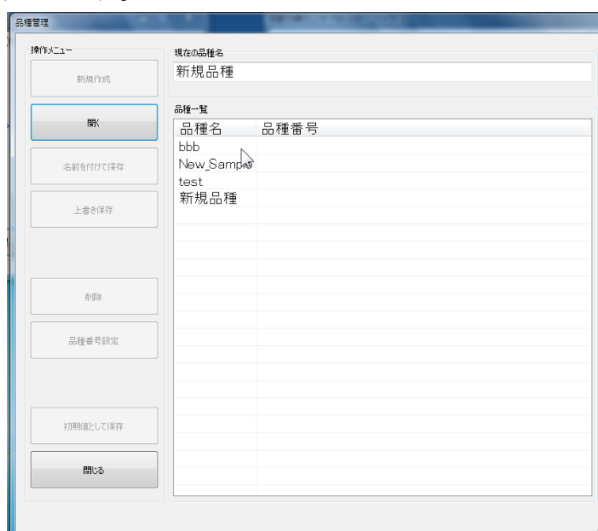 品種管理
操作メニュー
新規作成
開く
名前を付けて保存
上書き保存
削除
品種番号設定
初期値として保存
閉じる
現在の品種名
新規品種
品種一覧
品種名 品種番号
bbb
New_Sample
test
新規品種